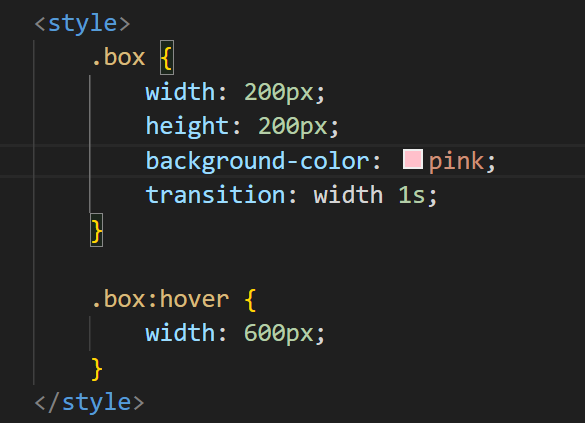 <style>
.box {
width: 200px;
height: 200px;
background-color: pink;
transition: width 1s;
}
.box:hover {
width: 600px;
}
</style>